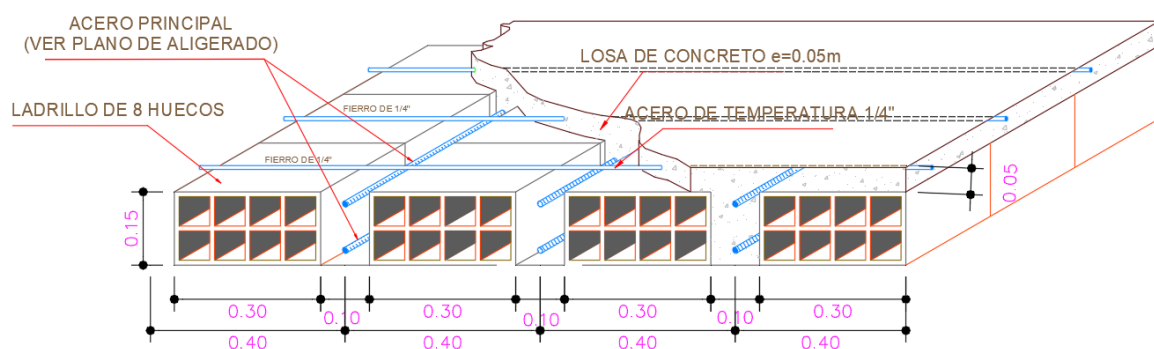 ACERO PRINCIPAL
(VER PLANO DE ALIGERADO)
LOSA DE CONCRETO e=0.05m
LADRILLO DE 8 HUECOS
FIERRO DE 1/4"
ACERO DE TEMPERATURA 1/4"
FIERRO DE 1/4"
0.05
0.15
0.30
0.10
0.30
0.10
0.30
0.10
0.30
0.40
0.40
0.40
0.40